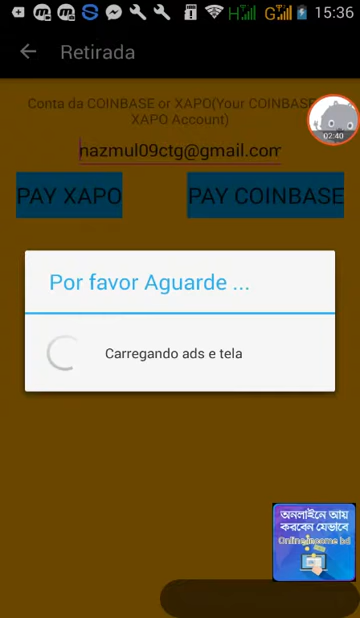 H G 15:36
Retirada
Conta da COINBASE or XAPO(Your COINBASE
XAPO Account)
02:40
nazmul09ctg@gmail.com
PAY XAPO PAY COINBASE
Por favor Aguarde ...
Carregando ads e tela
অনলাইনে আয়
করবেন যেভাবে
Onlineincome bd